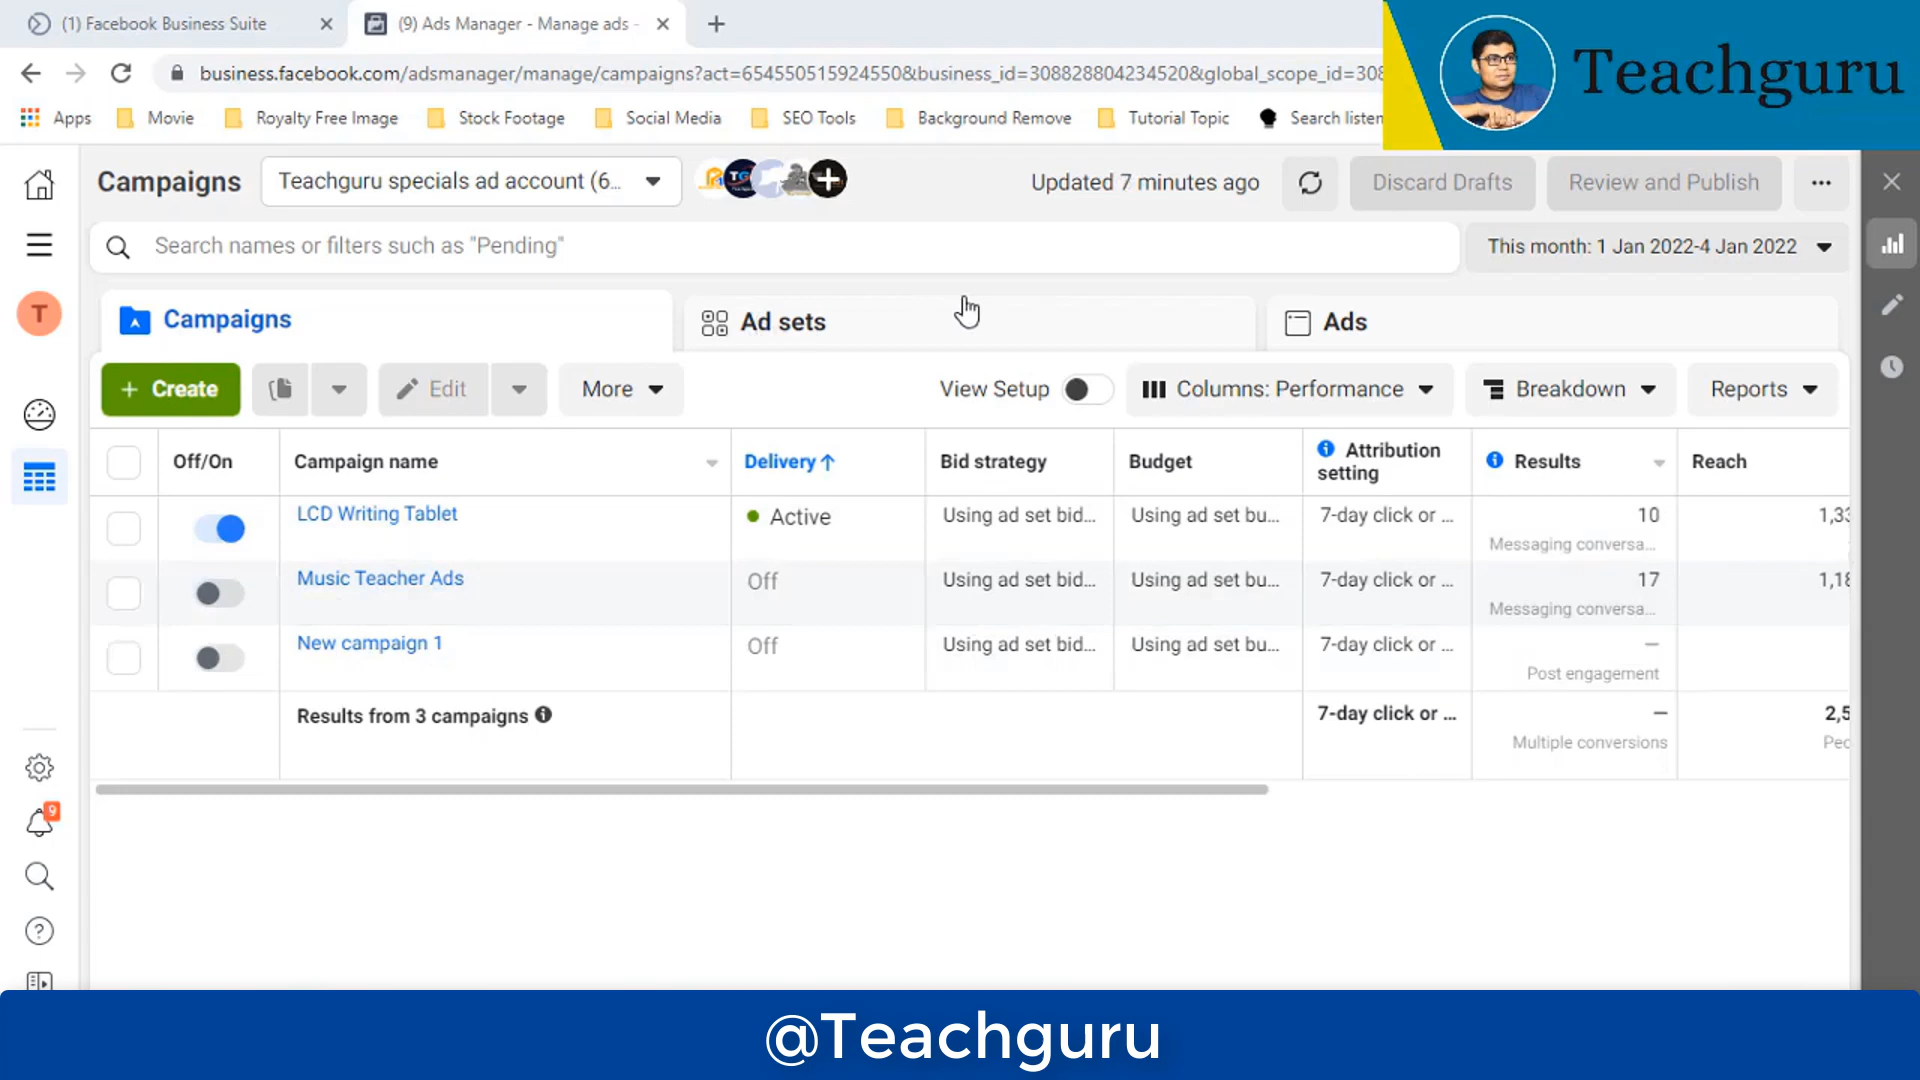 (1) Facebook Business Suite
(9) Ads Manager - Manage ads -
business.facebook.com/adsmanager/manage/campaigns?act=654550515924550&business_id=308828804234520&global_scope_id=308
Teachguru
Apps
Movie
Royalty Free Image
Stock Footage
Social Media
SEO Tools
Background Remove
Tutorial Topic
Search listen
Campaigns
Teachguru specials ad account (6...
TG
Updated 7 minutes ago
Discard Drafts
Review and Publish
Search names or filters such as "Pending"
This month: 1 Jan 2022-4 Jan 2022
T
Campaigns
Ad sets
Ads
+ Create
Edit
More
View Setup
Columns: Performance
Breakdown
Reports
Off/On
Campaign name
Delivery ↑
Bid strategy
Budget
Attribution
setting
Results
Reach
LCD Writing Tablet
Active
Using ad set bid...
Using ad set bu...
7-day click or ...
10
1,33
Messaging conversa...
Music Teacher Ads
Off
Using ad set bid...
Using ad set bu...
7-day click or ...
17
1,18
Messaging conversa...
New campaign 1
Off
Using ad set bid...
Using ad set bu...
7-day click or ...
—
Post engagement
Results from 3 campaigns
7-day click or ...
—
2,5
Multiple conversions
Peo
9
@Teachguru